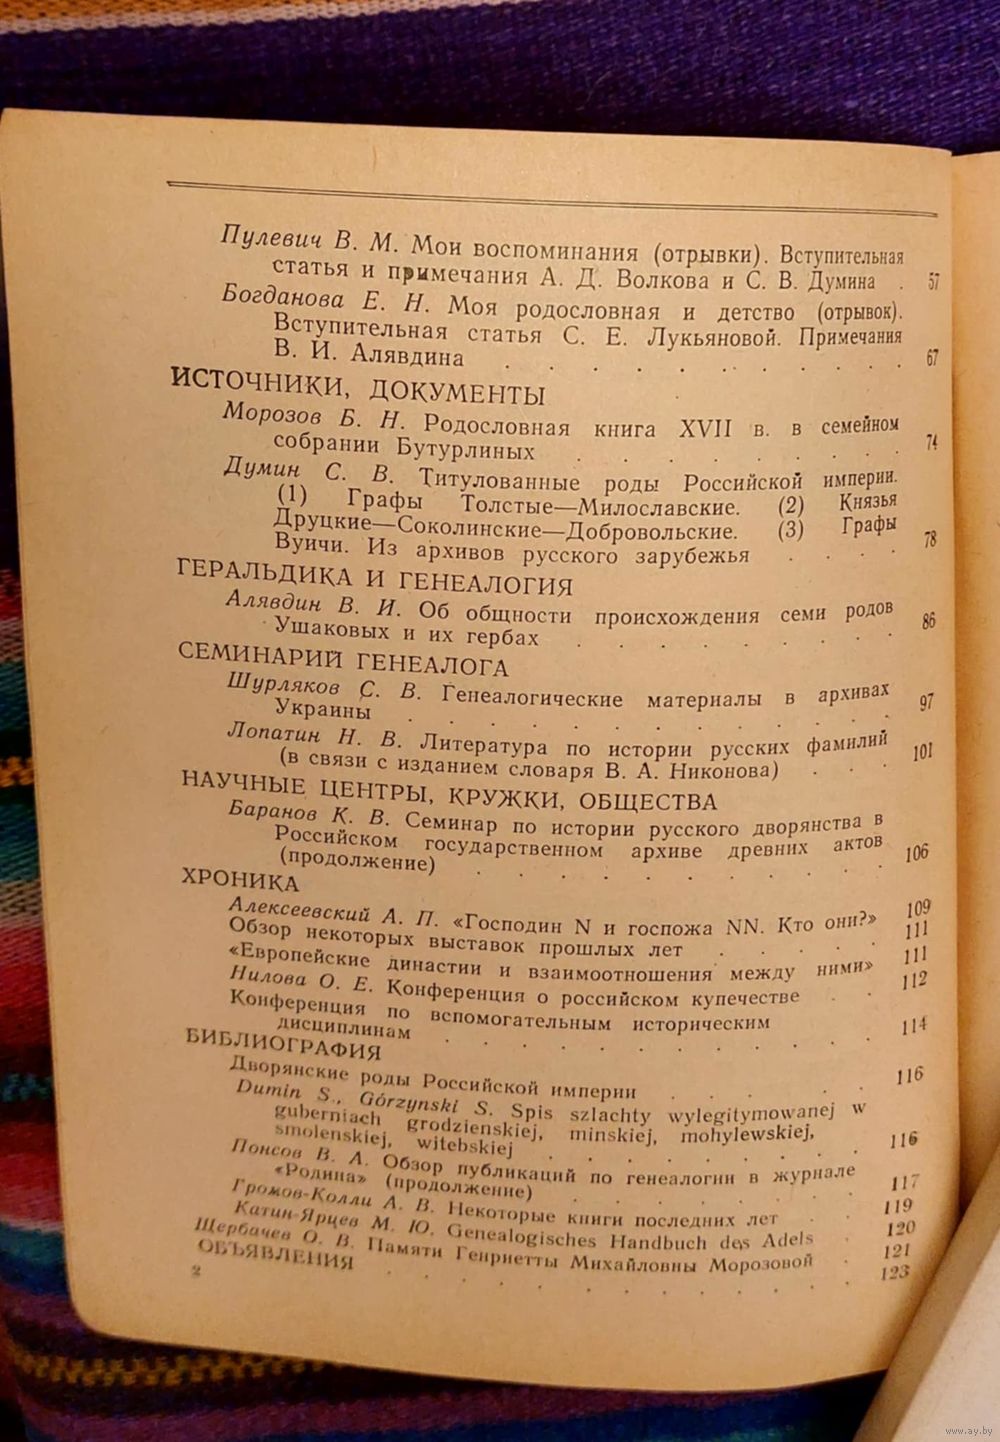 Пулевич В. М. Мои воспоминания (отрывки). Вступительная
статья и примечания А. Д. Волкова и С. В. Думина . 57
Богданова Е. Н. Моя родословная и детство (отрывок).
Вступительная статья С. Е. Лукьяновой. Примечания
В. И. Алявдина . . . . . . . . . . 67
ИСТОЧНИКИ, ДОКУМЕНТЫ
Морозов Б. Н. Родословная книга XVII в. в семейном
собрании Бутурлиных . . . . . . . . 74
Думин С. В. Титулованные роды Российской империи.
(1) Графы Толстые—Милославские. (2) Князья
Друцкие—Соколинские—Добровольские. (3) Графы
Вуичи. Из архивов русского зарубежья . . . . 78
ГЕРАЛЬДИКА И ГЕНЕАЛОГИЯ
Алявдин В. И. Об общности происхождения семи родов
Ушаковых и их гербах . . . . . . . . 86
СЕМИНАРИЙ ГЕНЕАЛОГА
Шурляков С. В. Генеалогические материалы в архивах
Украины . . . . . . . . . . . . 97
Лопатин Н. В. Литература по истории русских фамилий
(в связи с изданием словаря В. А. Никонова) . . . 101
НАУЧНЫЕ ЦЕНТРЫ, КРУЖКИ, ОБЩЕСТВА
Баранов К. В. Семинар по истории русского дворянства в
Российском государственном архиве древних актов
(продолжение) . . . . . . . . . . 106
ХРОНИКА
Алексеевский А. П. «Господин N и госпожа NN. Кто они?» 109
Обзор некоторых выставок прошлых лет . . . . 111
«Европейские династии и взаимоотношения между ними» 111
Нилова О. Е. Конференция о российском купечестве . . 112
Конференция по вспомогательным историческим
дисциплинам . . . . . . . . . . . 114
БИБЛИОГРАФИЯ
Дворянские роды Российской империи . . . . . 116
Dumin S., Górzynski S. Spis szlachty wylegitymowanej w
guberniach grodzienskiej, minskiej, mohylewskiej,
smolenskiej, witebskiej . . . . . . . . 116
Понсов В. А. Обзор публикаций по генеалогии в журнале
«Родина» (продолжение) . . . . . . . . 117
Громов-Колли А. В. Некоторые книги последних лет . . 119
Катин-Ярцев М. Ю. Genealogisches Handbuch des Adels . 120
Щербачев О. В. Памяти Генриетты Михайловны Морозовой . 121
ОБЪЯВЛЕНИЯ . . . . . . . . . . . . 123
2
www.ay.by